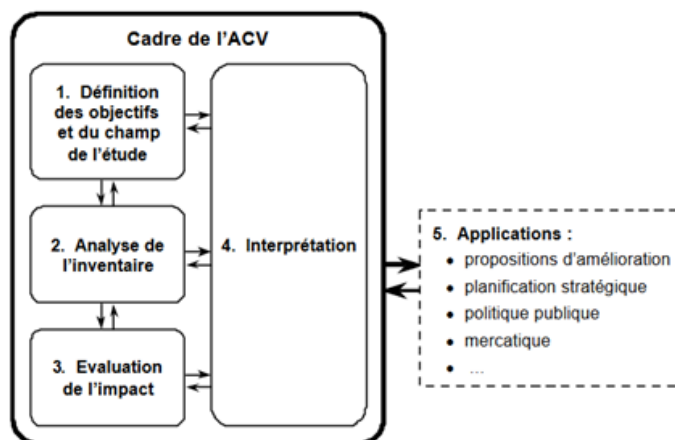 Cadre de l'ACV
1. Définition
des objectifs
et du champ
de l'étude
2. Analyse de
l'inventaire
3. Evaluation
de l'impact
4. Interprétation
5. Applications :
• propositions d'amélioration
• planification stratégique
• politique publique
• mercatique
• ...